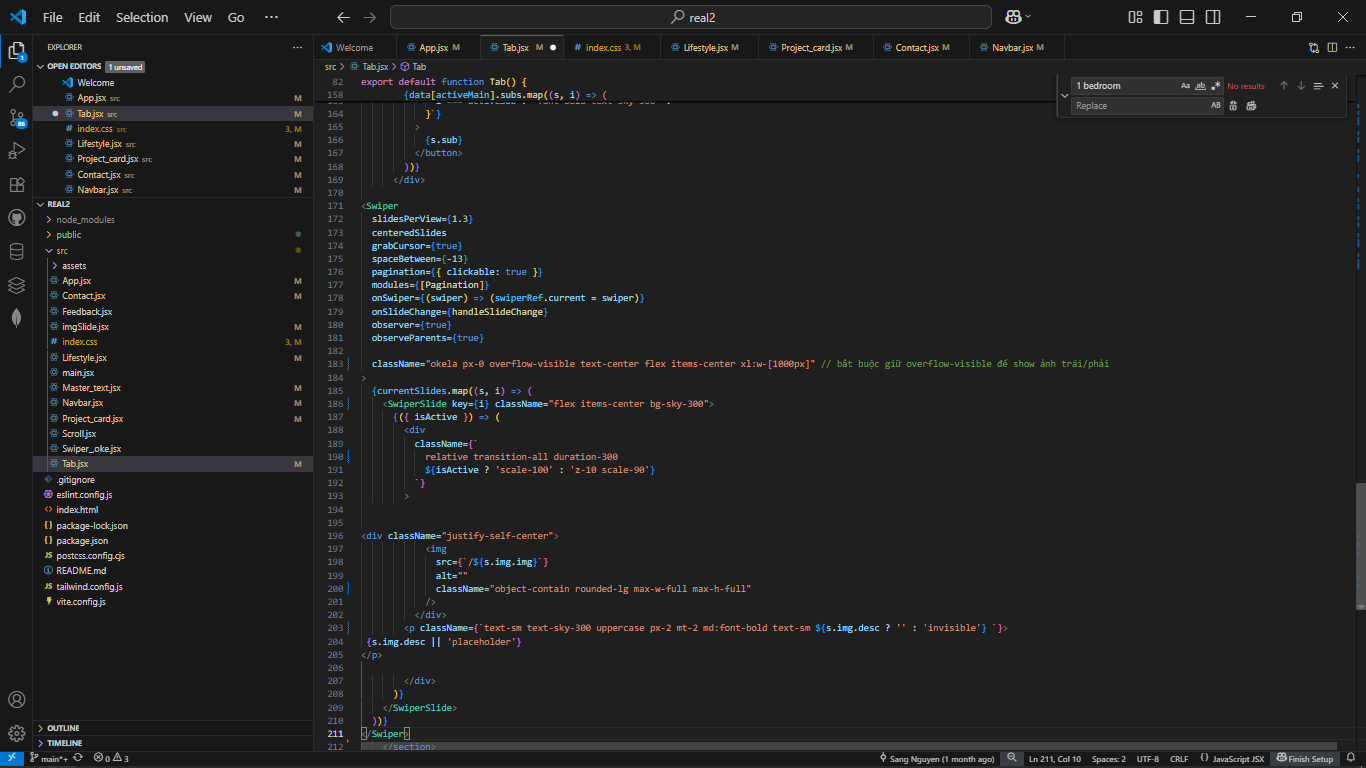 File Edit Selection View Go ··· real2
EXPLORER ···
OPEN EDITORS 1 unsaved
Welcome
App.jsx src M
Tab.jsx src M
index.css src 3, M
Lifestyle.jsx src M
Project_card.jsx src M
Contact.jsx src M
Navbar.jsx src M
REAL2
node_modules
public
src
assets
App.jsx M
Contact.jsx M
Feedback.jsx
imgSlide.jsx M
index.css 3, M
Lifestyle.jsx M
main.jsx
Master_text.jsx M
Navbar.jsx M
Project_card.jsx M
Scroll.jsx
Swiper_.oke.jsx
Tab.jsx M
.gitignore
eslint.config.js
index.html
package-lock.json
package.json
postcss.config.cjs
README.md
tailwind.config.js
vite.config.js
OUTLINE
TIMELINE
Welcome App.jsx M Tab.jsx M index.css 3, M Lifestyle.jsx M Project_card.jsx M Contact.jsx M Navbar.jsx M
src > Tab.jsx > Tab
1 bedroom Aa ab .* No results
Replace AB
82 export default function Tab() {
158 {data[activeMain].subs.map((s, i) => (
164 }`}
165 >
166 {s.sub}
167 </button>
168 ))}
169 </div>
170
171 <Swiper
172 slidesPerView={1.3}
173 centeredSlides
174 grabCursor={true}
175 spaceBetween={-13}
176 pagination={{ clickable: true }}
177 modules={[Pagination]}
178 onSwiper={(swiper) => (swiperRef.current = swiper)}
179 onSlideChange={handleSlideChange}
180 observer={true}
181 observeParents={true}
182
183 className="okela px-0 overflow-visible text-center flex items-center xl:w-[1000px]" // bắt buộc giữ overflow-visible để show ảnh trái/phải
184 >
185 {currentSlides.map((s, i) => (
186 <SwiperSlide key={i} className="flex items-center bg-sky-300">
187 {({ isActive }) => (
188 <div
189 className={`
190 relative transition-all duration-300
191 ${isActive ? 'scale-100' : 'z-10 scale-90'}
192 `}
193 >
194
195
196 <div className="justify-self-center">
197 <img
198 src={`/${s.img.img}`}
199 alt=""
200 className="object-contain rounded-lg max-w-full max-h-full"
201 />
202 </div>
203 <p className={`text-sm text-sky-300 uppercase px-2 mt-2 md:font-bold text-sm ${s.img.desc ? '' : 'invisible'} `}>
204 {s.img.desc || 'placeholder'}
205 </p>
206
207 </div>
208 )}
209 </SwiperSlide>
210 ))}
211 </Swiper>
212 </section>
main*+ 0 3 Sang Nguyen (1 month ago) Ln 211, Col 10 Spaces: 2 UTF-8 CRLF { } JavaScript JSX Finish Setup